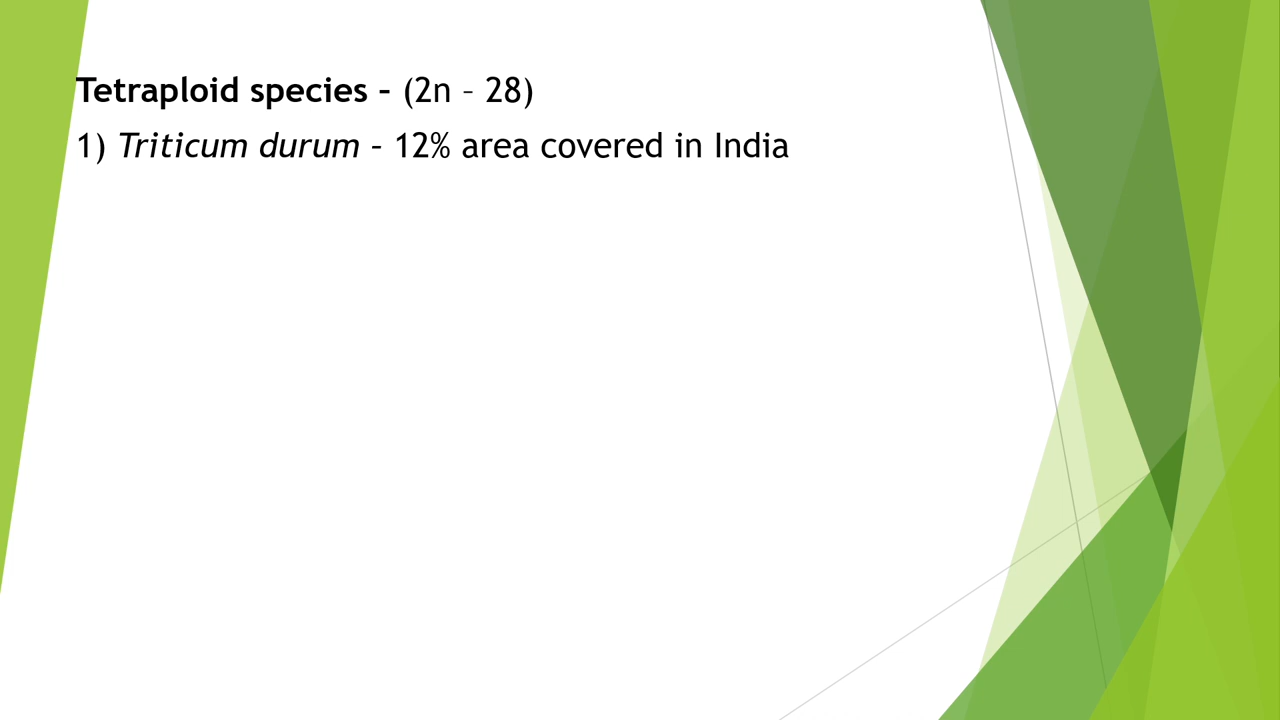 Tetraploid species – (2n – 28)
1) Triticum durum – 12% area covered in India